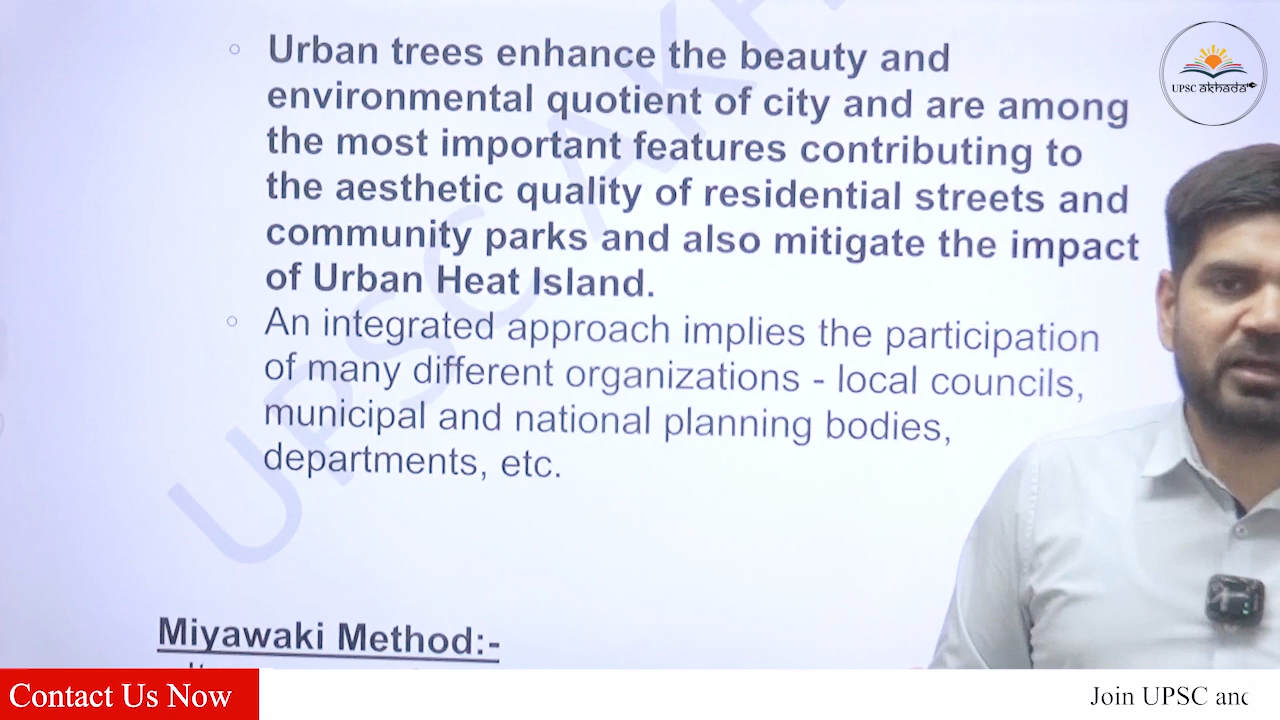 Urban trees enhance the beauty and
environmental quotient of city and are among
the most important features contributing to
the aesthetic quality of residential streets and
community parks and also mitigate the impact
of Urban Heat Island.
An integrated approach implies the participation
of many different organizations - local councils,
municipal and national planning bodies,
departments, etc.
Miyawaki Method:-
UPSC AKH
UPSC akhada
Contact Us Now
Join UPSC and